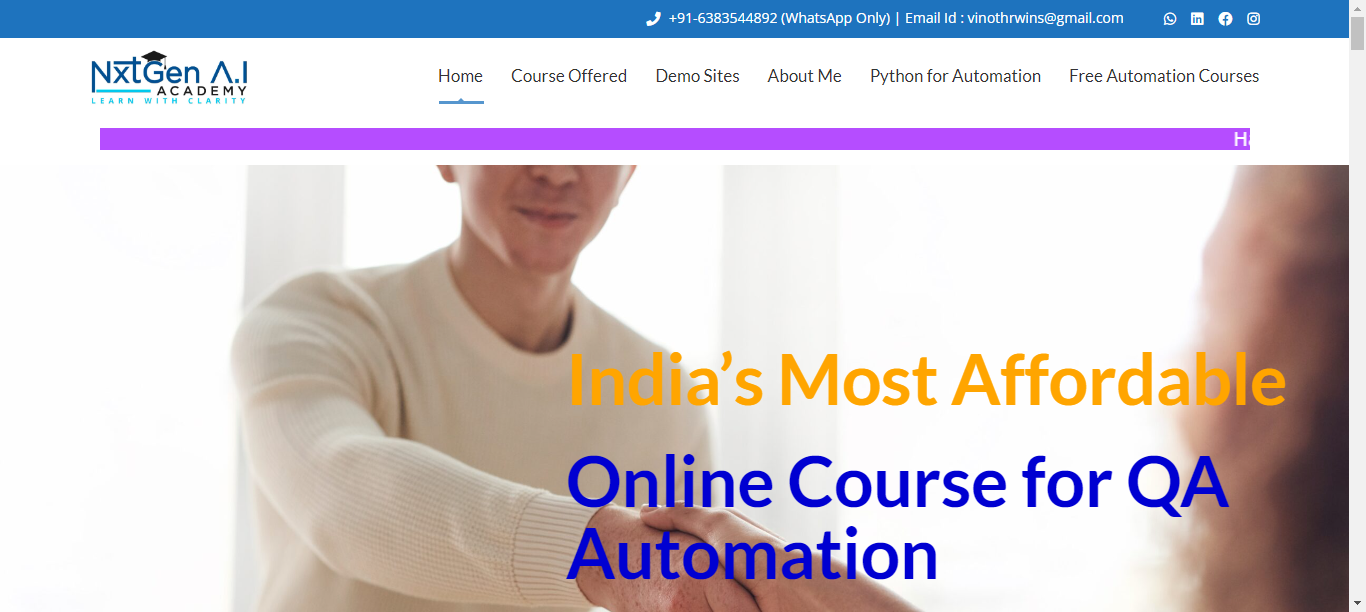 +91-6383544892 (WhatsApp Only) | Email Id : vinothrwins@gmail.com
NxtGen A.I
ACADEMY
LEARN WITH CLARITY
Home Course Offered Demo Sites About Me Python for Automation Free Automation Courses
India’s Most Affordable
Online Course for QA
Automation